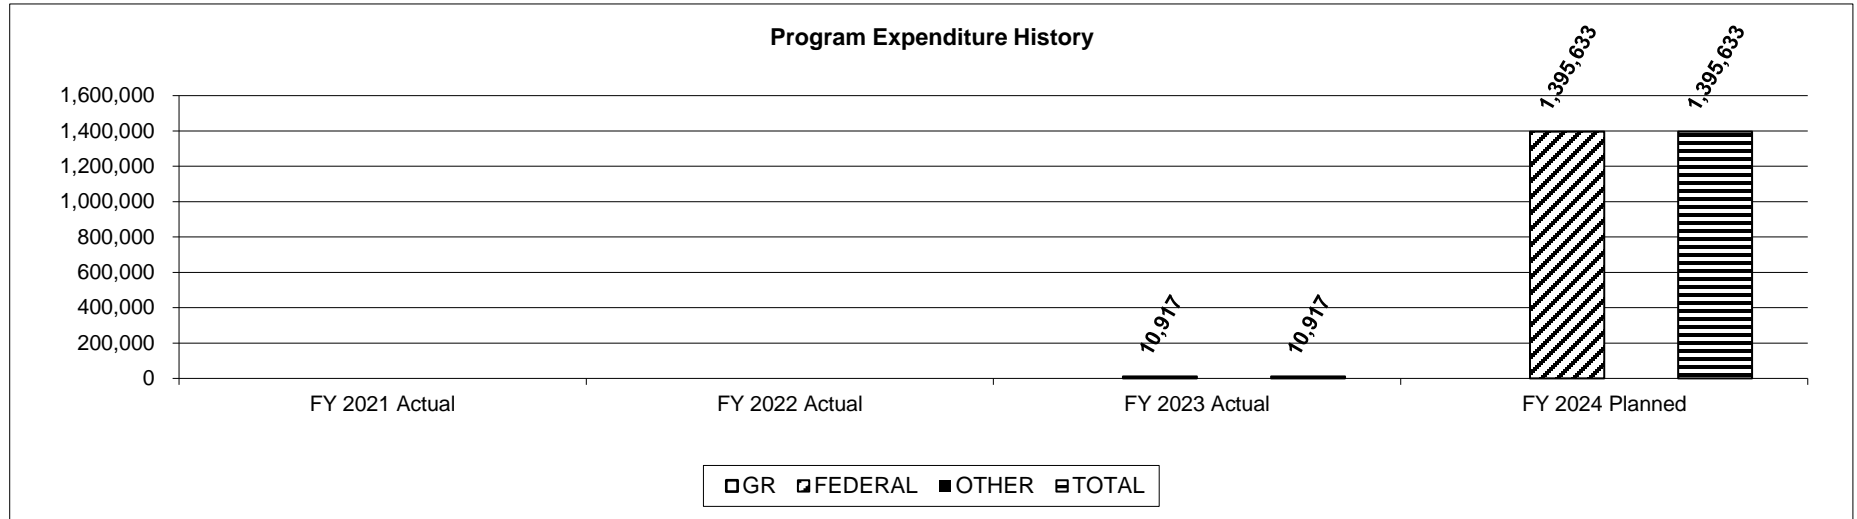 Program Expenditure History
1,600,000
1,400,000
1,200,000
1,000,000
800,000
600,000
400,000
200,000
0
10,917
10,917
1,395,633
1,395,633
FY 2021 Actual
FY 2022 Actual
FY 2023 Actual
FY 2024 Planned
GR FEDERAL OTHER TOTAL